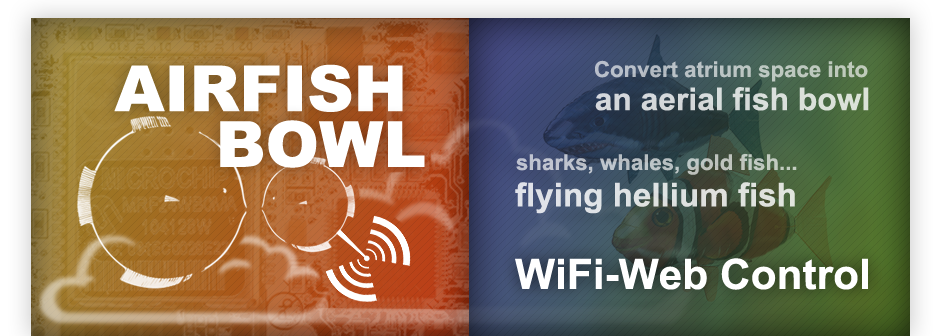 AIRFISH
BOWL
Convert atrium space into
an aerial fish bowl
sharks, whales, gold fish...
flying hellium fish
WiFi-Web Control